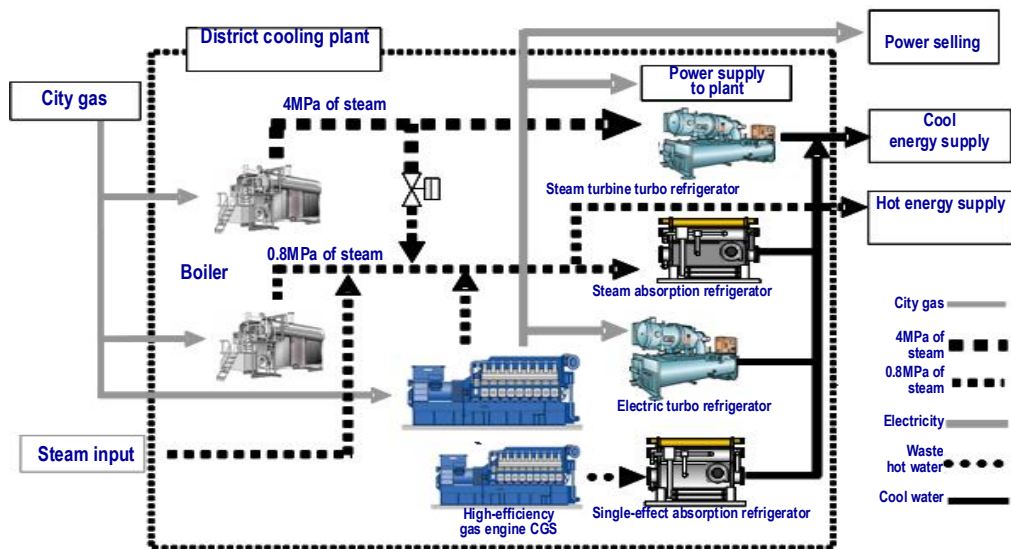 District cooling plant
Power selling
City gas
4MPa of steam
Power supply
to plant
Cool
energy supply
Steam turbine turbo refrigerator
Hot energy supply
0.8MPa of steam
Boiler
Steam absorption refrigerator
City gas
4MPa of
steam
0.8MPa of
steam
Electric turbo refrigerator
Electricity
Steam input
Waste
hot water
High-efficiency
gas engine CGS
Single-effect absorption refrigerator
Cool water